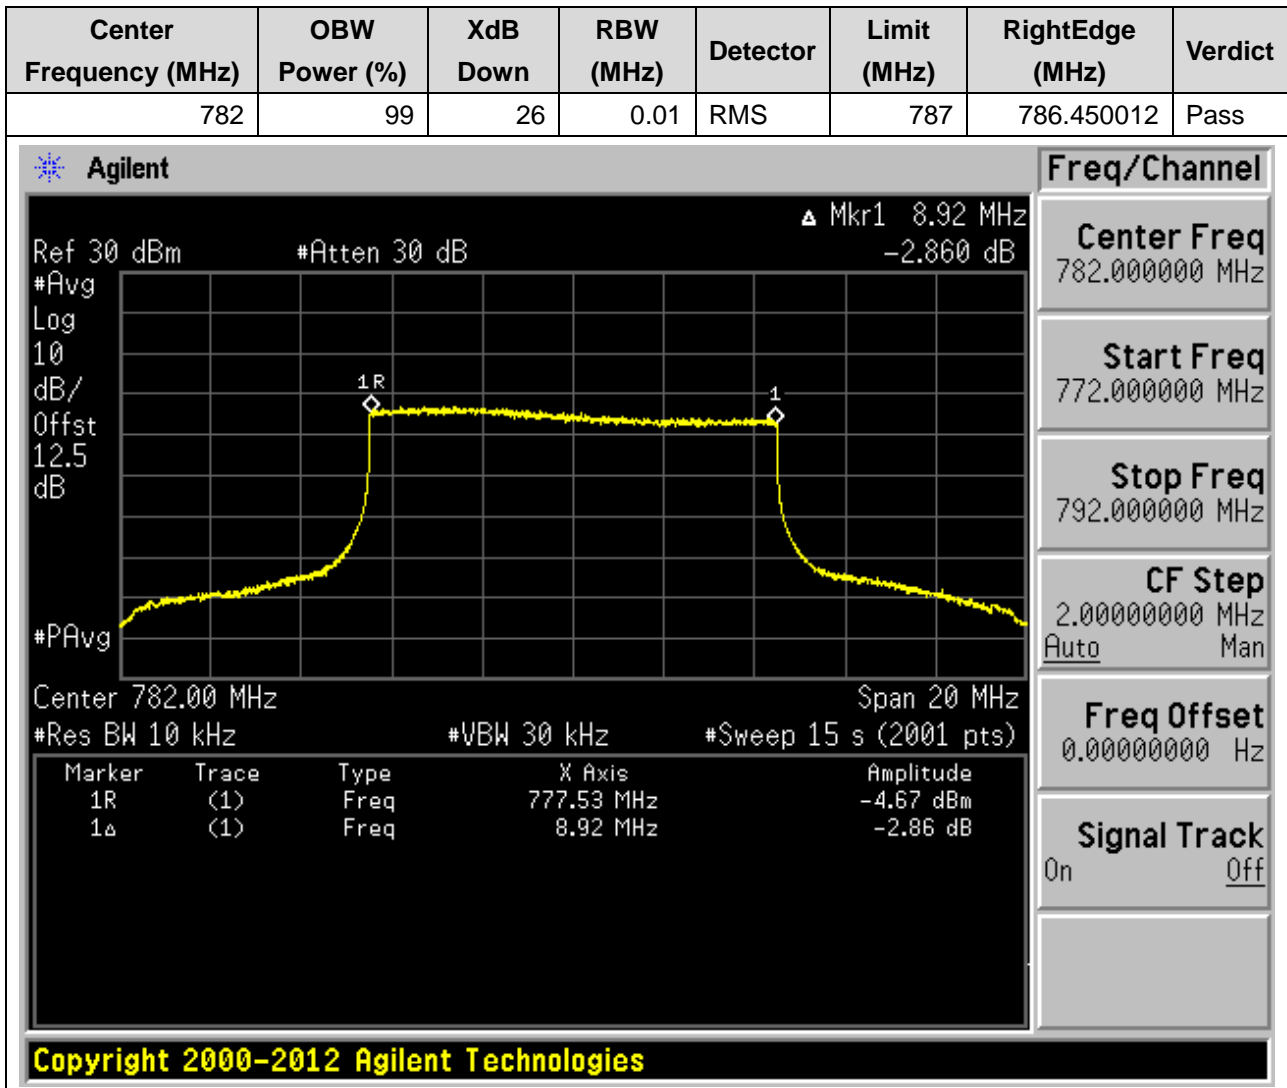 Center Frequency (MHz) OBW Power (%) XdB Down RBW (MHz) Detector Limit (MHz) RightEdge (MHz) Verdict
782 99 26 0.01 RMS 787 786.450012 Pass
Agilent
Freq/Channel
Δ Mkr1 8.92 MHz
Ref 30 dBm #Atten 30 dB -2.860 dB
#Avg
Log
10
dB/
Offst
12.5
dB
1R
1
#PAvg
Center 782.00 MHz Span 20 MHz
#Res BW 10 kHz #VBW 30 kHz #Sweep 15 s (2001 pts)
Marker Trace Type X Axis Amplitude
1R (1) Freq 777.53 MHz -4.67 dBm
1Δ (1) Freq 8.92 MHz -2.86 dB
Center Freq
782.000000 MHz
Start Freq
772.000000 MHz
Stop Freq
792.000000 MHz
CF Step
2.00000000 MHz
Auto Man
Freq Offset
0.00000000 Hz
Signal Track
On Off
Copyright 2000-2012 Agilent Technologies